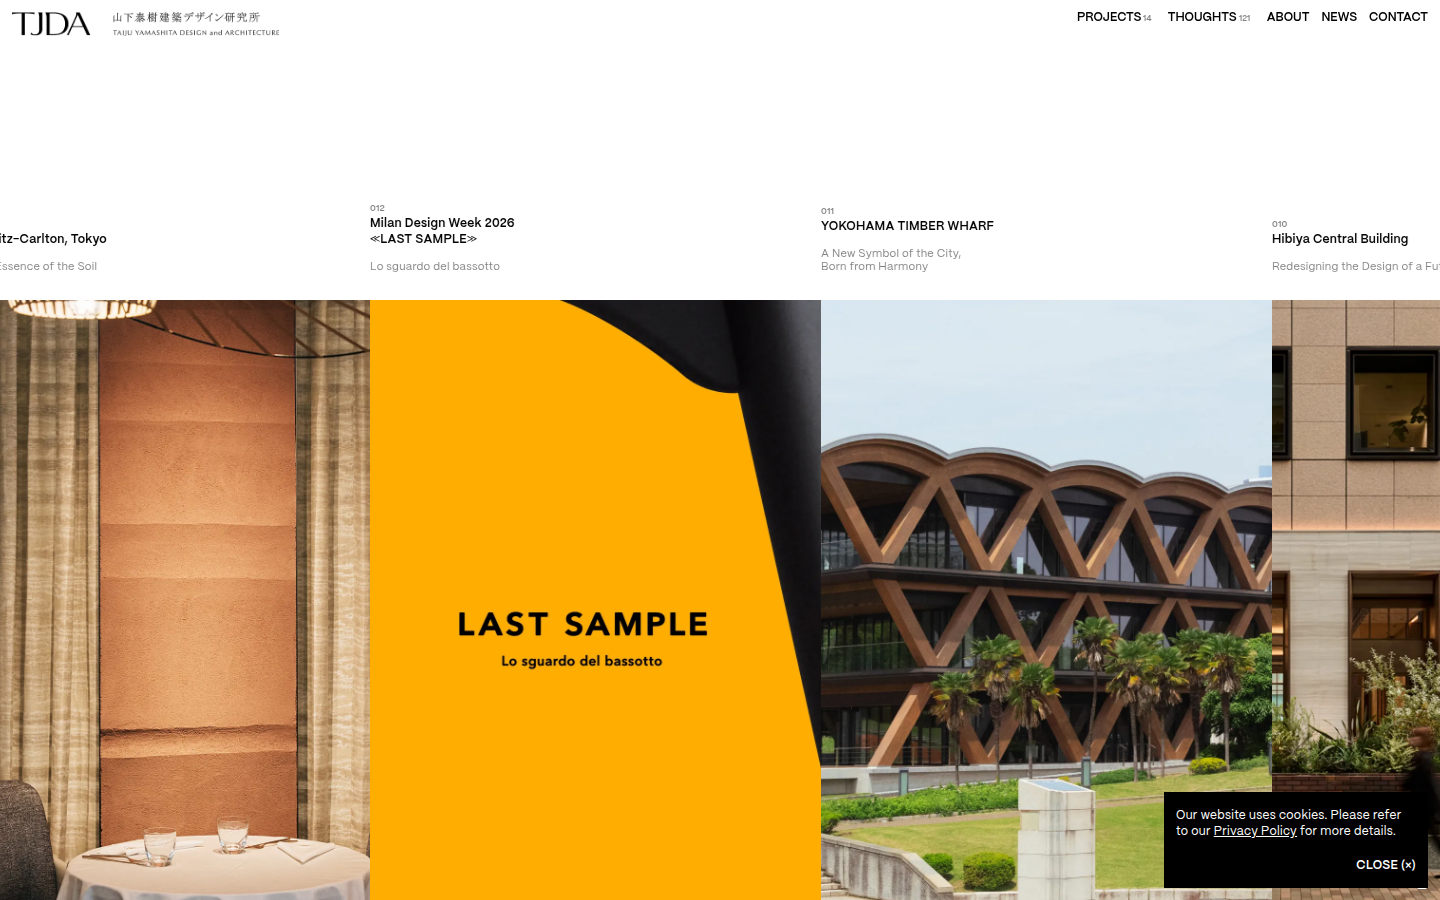 TJDA
山下泰樹建築デザイン研究所
TAIJU YAMASHITA DESIGN and ARCHITECTURE
PROJECTS 14 THOUGHTS 121 ABOUT NEWS CONTACT
itz-Carlton, Tokyo
Essence of the Soil
012
Milan Design Week 2026
≪LAST SAMPLE≫
Lo sguardo del bassotto
011
YOKOHAMA TIMBER WHARF
A New Symbol of the City,
Born from Harmony
010
Hibiya Central Building
Redesigning the Design of a Fu
LAST SAMPLE
Lo sguardo del bassotto
Our website uses cookies. Please refer
to our Privacy Policy for more details.
CLOSE (×)